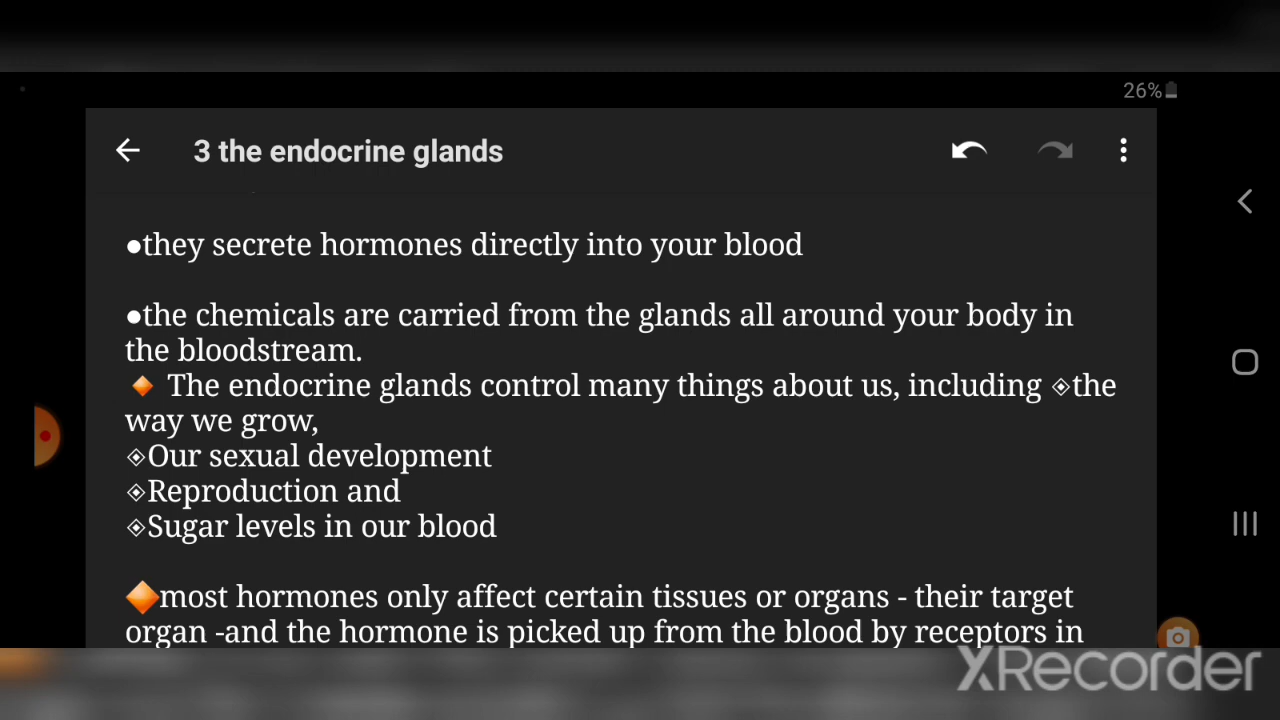 26%
3 the endocrine glands
●they secrete hormones directly into your blood
●the chemicals are carried from the glands all around your body in
the bloodstream.
🔸 The endocrine glands control many things about us, including ◈the
way we grow,
◈Our sexual development
◈Reproduction and
◈Sugar levels in our blood
🔶most hormones only affect certain tissues or organs - their target
organ -and the hormone is picked up from the blood by receptors in
XRecorder